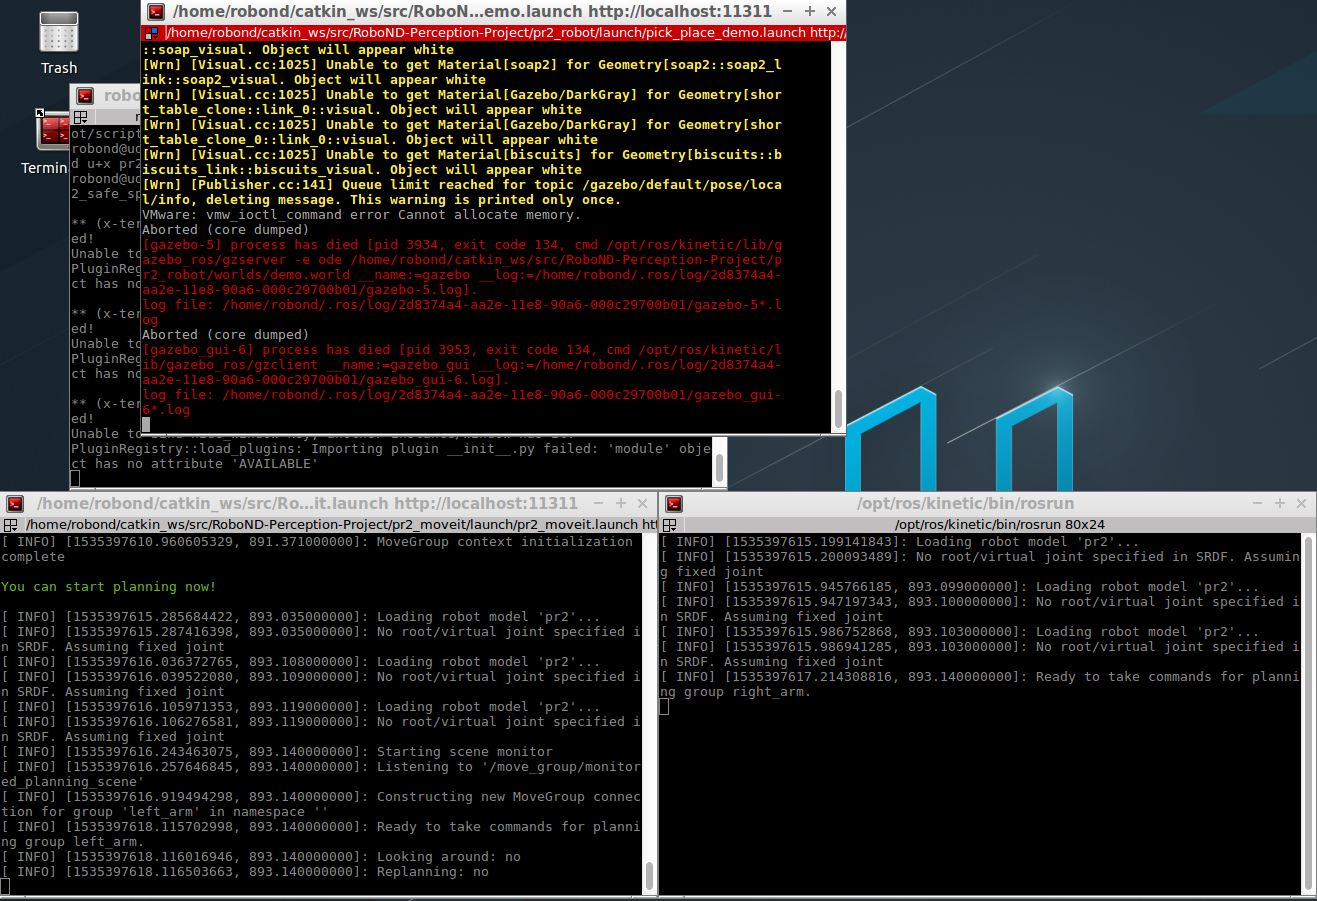 Trash
Termin
/home/robond/catkin_ws/src/RoboN...emo.launch http://localhost:11311
/home/robond/catkin_ws/src/RoboND-Perception-Project/pr2_robot/launch/pick_place_demo.launch http:/
::soap_visual. Object will appear white
[Wrn] [Visual.cc:1025] Unable to get Material[soap2] for Geometry[soap2::soap2_l
ink::soap2_visual. Object will appear white
[Wrn] [Visual.cc:1025] Unable to get Material[Gazebo/DarkGray] for Geometry[shor
t_table_clone::link_0::visual. Object will appear white
[Wrn] [Visual.cc:1025] Unable to get Material[Gazebo/DarkGray] for Geometry[shor
t_table_clone_0::link_0::visual. Object will appear white
[Wrn] [Visual.cc:1025] Unable to get Material[biscuits] for Geometry[biscuits::b
iscuits_link::biscuits_visual. Object will appear white
[Wrn] [Publisher.cc:141] Queue limit reached for topic /gazebo/default/pose/loca
l/info, deleting message. This warning is printed only once.
VMware: vmw_ioctl_command error Cannot allocate memory.
Aborted (core dumped)
[gazebo-5] process has died [pid 3934, exit code 134, cmd /opt/ros/kinetic/lib/g
azebo_ros/gzserver -e ode /home/robond/catkin_ws/src/RoboND-Perception-Project/p
r2_robot/worlds/demo.world __name:=gazebo __log:=/home/robond/.ros/log/2d8374a4-
aa2e-11e8-90a6-000c29700b01/gazebo-5.log].
log file: /home/robond/.ros/log/2d8374a4-aa2e-11e8-90a6-000c29700b01/gazebo-5*.l
og
Aborted (core dumped)
[gazebo_gui-6] process has died [pid 3953, exit code 134, cmd /opt/ros/kinetic/l
ib/gazebo_ros/gzclient __name:=gazebo_gui __log:=/home/robond/.ros/log/2d8374a4-
aa2e-11e8-90a6-000c29700b01/gazebo_gui-6.log].
log file: /home/robond/.ros/log/2d8374a4-aa2e-11e8-90a6-000c29700b01/gazebo_gui-
6*.log
robo
ot/script
robond@ud
d u+x pr2
robond@ud
2_safe_sp
** (x-ter
ed!
Unable to
PluginReg
ct has no
** (x-ter
ed!
Unable to
PluginReg
ct has no
** (x-ter
ed!
Unable to
PluginRegistry::load_plugins: Importing plugin __init__.py failed: 'module' obje
ct has no attribute 'AVAILABLE'
/home/robond/catkin_ws/src/Ro...it.launch http://localhost:11311
/home/robond/catkin_ws/src/RoboND-Perception-Project/pr2_moveit/launch/pr2_moveit.launch htt
[ INFO] [1535397610.960605329, 891.371000000]: MoveGroup context initialization
complete
You can start planning now!
[ INFO] [1535397615.285684422, 893.035000000]: Loading robot model 'pr2'...
[ INFO] [1535397615.287416398, 893.035000000]: No root/virtual joint specified i
n SRDF. Assuming fixed joint
[ INFO] [1535397616.036372765, 893.108000000]: Loading robot model 'pr2'...
[ INFO] [1535397616.039522080, 893.109000000]: No root/virtual joint specified i
n SRDF. Assuming fixed joint
[ INFO] [1535397616.105971353, 893.119000000]: Loading robot model 'pr2'...
[ INFO] [1535397616.106276581, 893.119000000]: No root/virtual joint specified i
n SRDF. Assuming fixed joint
[ INFO] [1535397616.243463075, 893.140000000]: Starting scene monitor
[ INFO] [1535397616.257646845, 893.140000000]: Listening to '/move_group/monitor
ed_planning_scene'
[ INFO] [1535397616.919494298, 893.140000000]: Constructing new MoveGroup connec
tion for group 'left_arm' in namespace ''
[ INFO] [1535397618.115702998, 893.140000000]: Ready to take commands for planni
ng group left_arm.
[ INFO] [1535397618.116016946, 893.140000000]: Looking around: no
[ INFO] [1535397618.116503663, 893.140000000]: Replanning: no
/opt/ros/kinetic/bin/rosrun
/opt/ros/kinetic/bin/rosrun 80x24
[ INFO] [1535397615.199141843]: Loading robot model 'pr2'...
[ INFO] [1535397615.200093489]: No root/virtual joint specified in SRDF. Assumin
g fixed joint
[ INFO] [1535397615.945766185, 893.099000000]: Loading robot model 'pr2'...
[ INFO] [1535397615.947197343, 893.100000000]: No root/virtual joint specified i
n SRDF. Assuming fixed joint
[ INFO] [1535397615.986752868, 893.103000000]: Loading robot model 'pr2'...
[ INFO] [1535397615.986941285, 893.103000000]: No root/virtual joint specified i
n SRDF. Assuming fixed joint
[ INFO] [1535397617.214308816, 893.140000000]: Ready to take commands for planni
ng group right_arm.